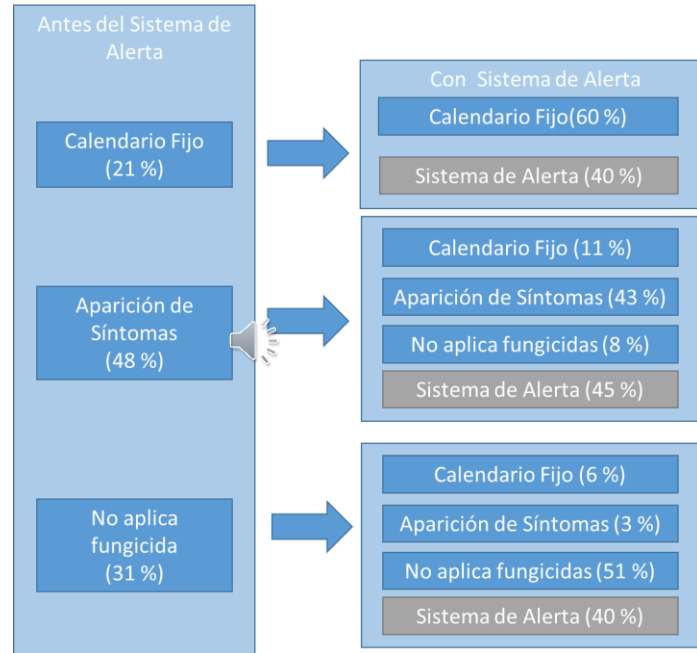 Antes del Sistema de
Alerta
Calendario Fijo
(21 %)
Aparición de
Síntomas
(48 %)
No aplica
fungicida
(31 %)
Con Sistema de Alerta
Calendario Fijo(60 %)
Sistema de Alerta (40 %)
Calendario Fijo (11 %)
Aparición de Síntomas (43 %)
No aplica fungicidas (8 %)
Sistema de Alerta (45 %)
Calendario Fijo (6 %)
Aparición de Síntomas (3 %)
No aplica fungicidas (51 %)
Sistema de Alerta (40 %)